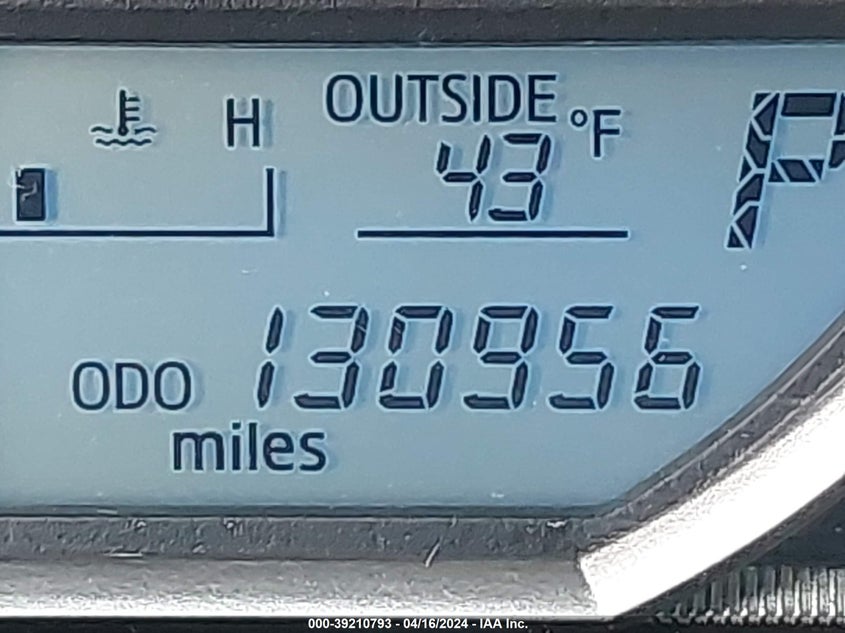 OUTSIDE °F
H
43
P
ODO 130956
miles
000-39210793 - 04/16/2024 - IAA Inc.